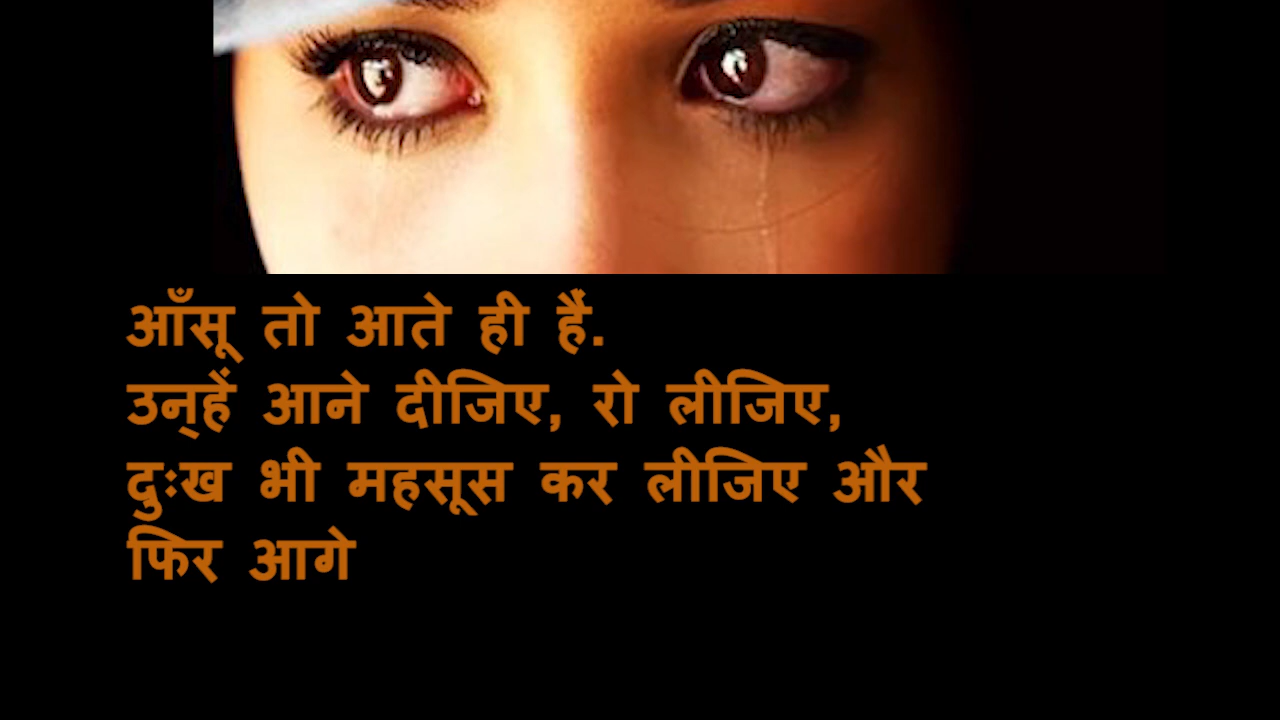 आँसू तो आते ही हैं.
उन्हें आने दीजिए, रो लीजिए,
दुःख भी महसूस कर लीजिए और
फिर आगे